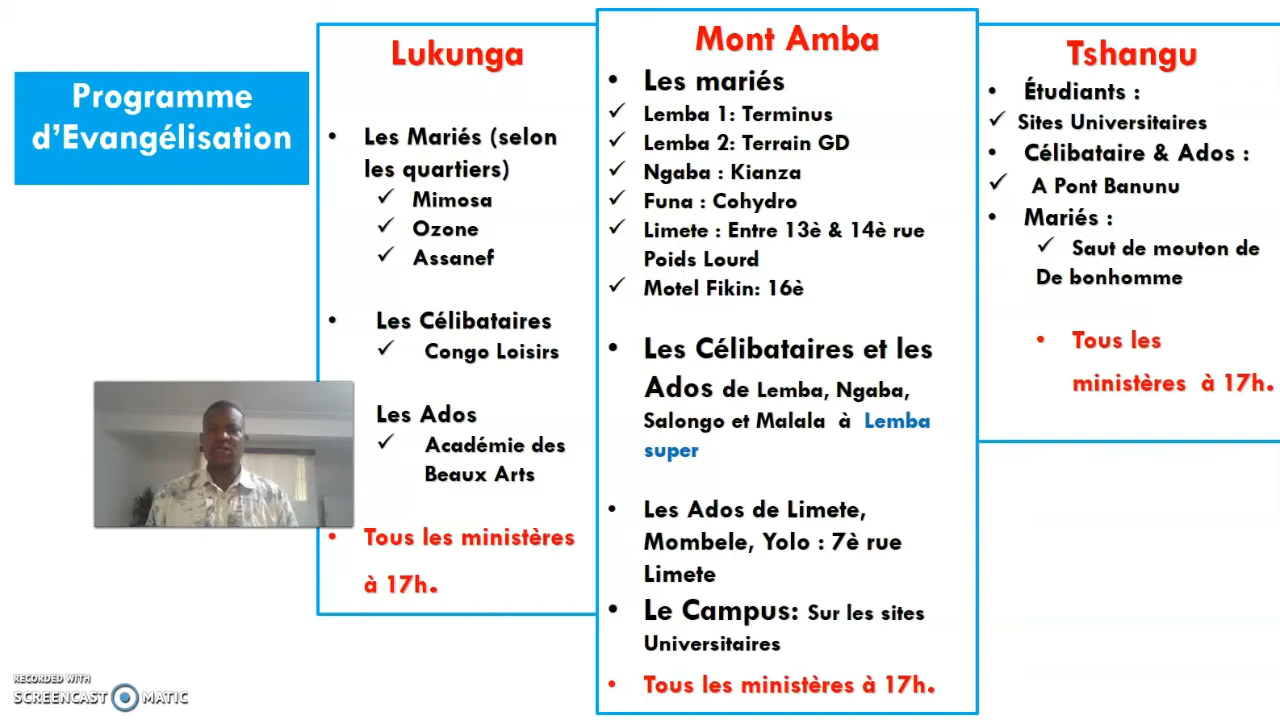 Programme
d’Evangélisation
Lukunga
• Les Mariés (selon
les quartiers)
✓ Mimosa
✓ Ozone
✓ Assanef
• Les Célibataires
✓ Congo Loisirs
Les Ados
✓ Académie des
Beaux Arts
• Tous les ministères
à 17h.
Mont Amba
• Les mariés
✓ Lemba 1: Terminus
✓ Lemba 2: Terrain GD
✓ Ngaba : Kianza
✓ Funa : Cohydro
✓ Limete : Entre 13è & 14è rue
Poids Lourd
✓ Motel Fikin: 16è
• Les Célibataires et les
Ados de Lemba, Ngaba,
Salongo et Malala à Lemba
super
• Les Ados de Limete,
Mombele, Yolo : 7è rue
Limete
• Le Campus: Sur les sites
Universitaires
• Tous les ministères à 17h.
Tshangu
• Étudiants :
✓ Sites Universitaires
• Célibataire & Ados :
✓ A Pont Banunu
• Mariés :
✓ Saut de mouton de
De bonhomme
• Tous les
ministères à 17h.
RECORDED WITH
SCREENCAST MATIC